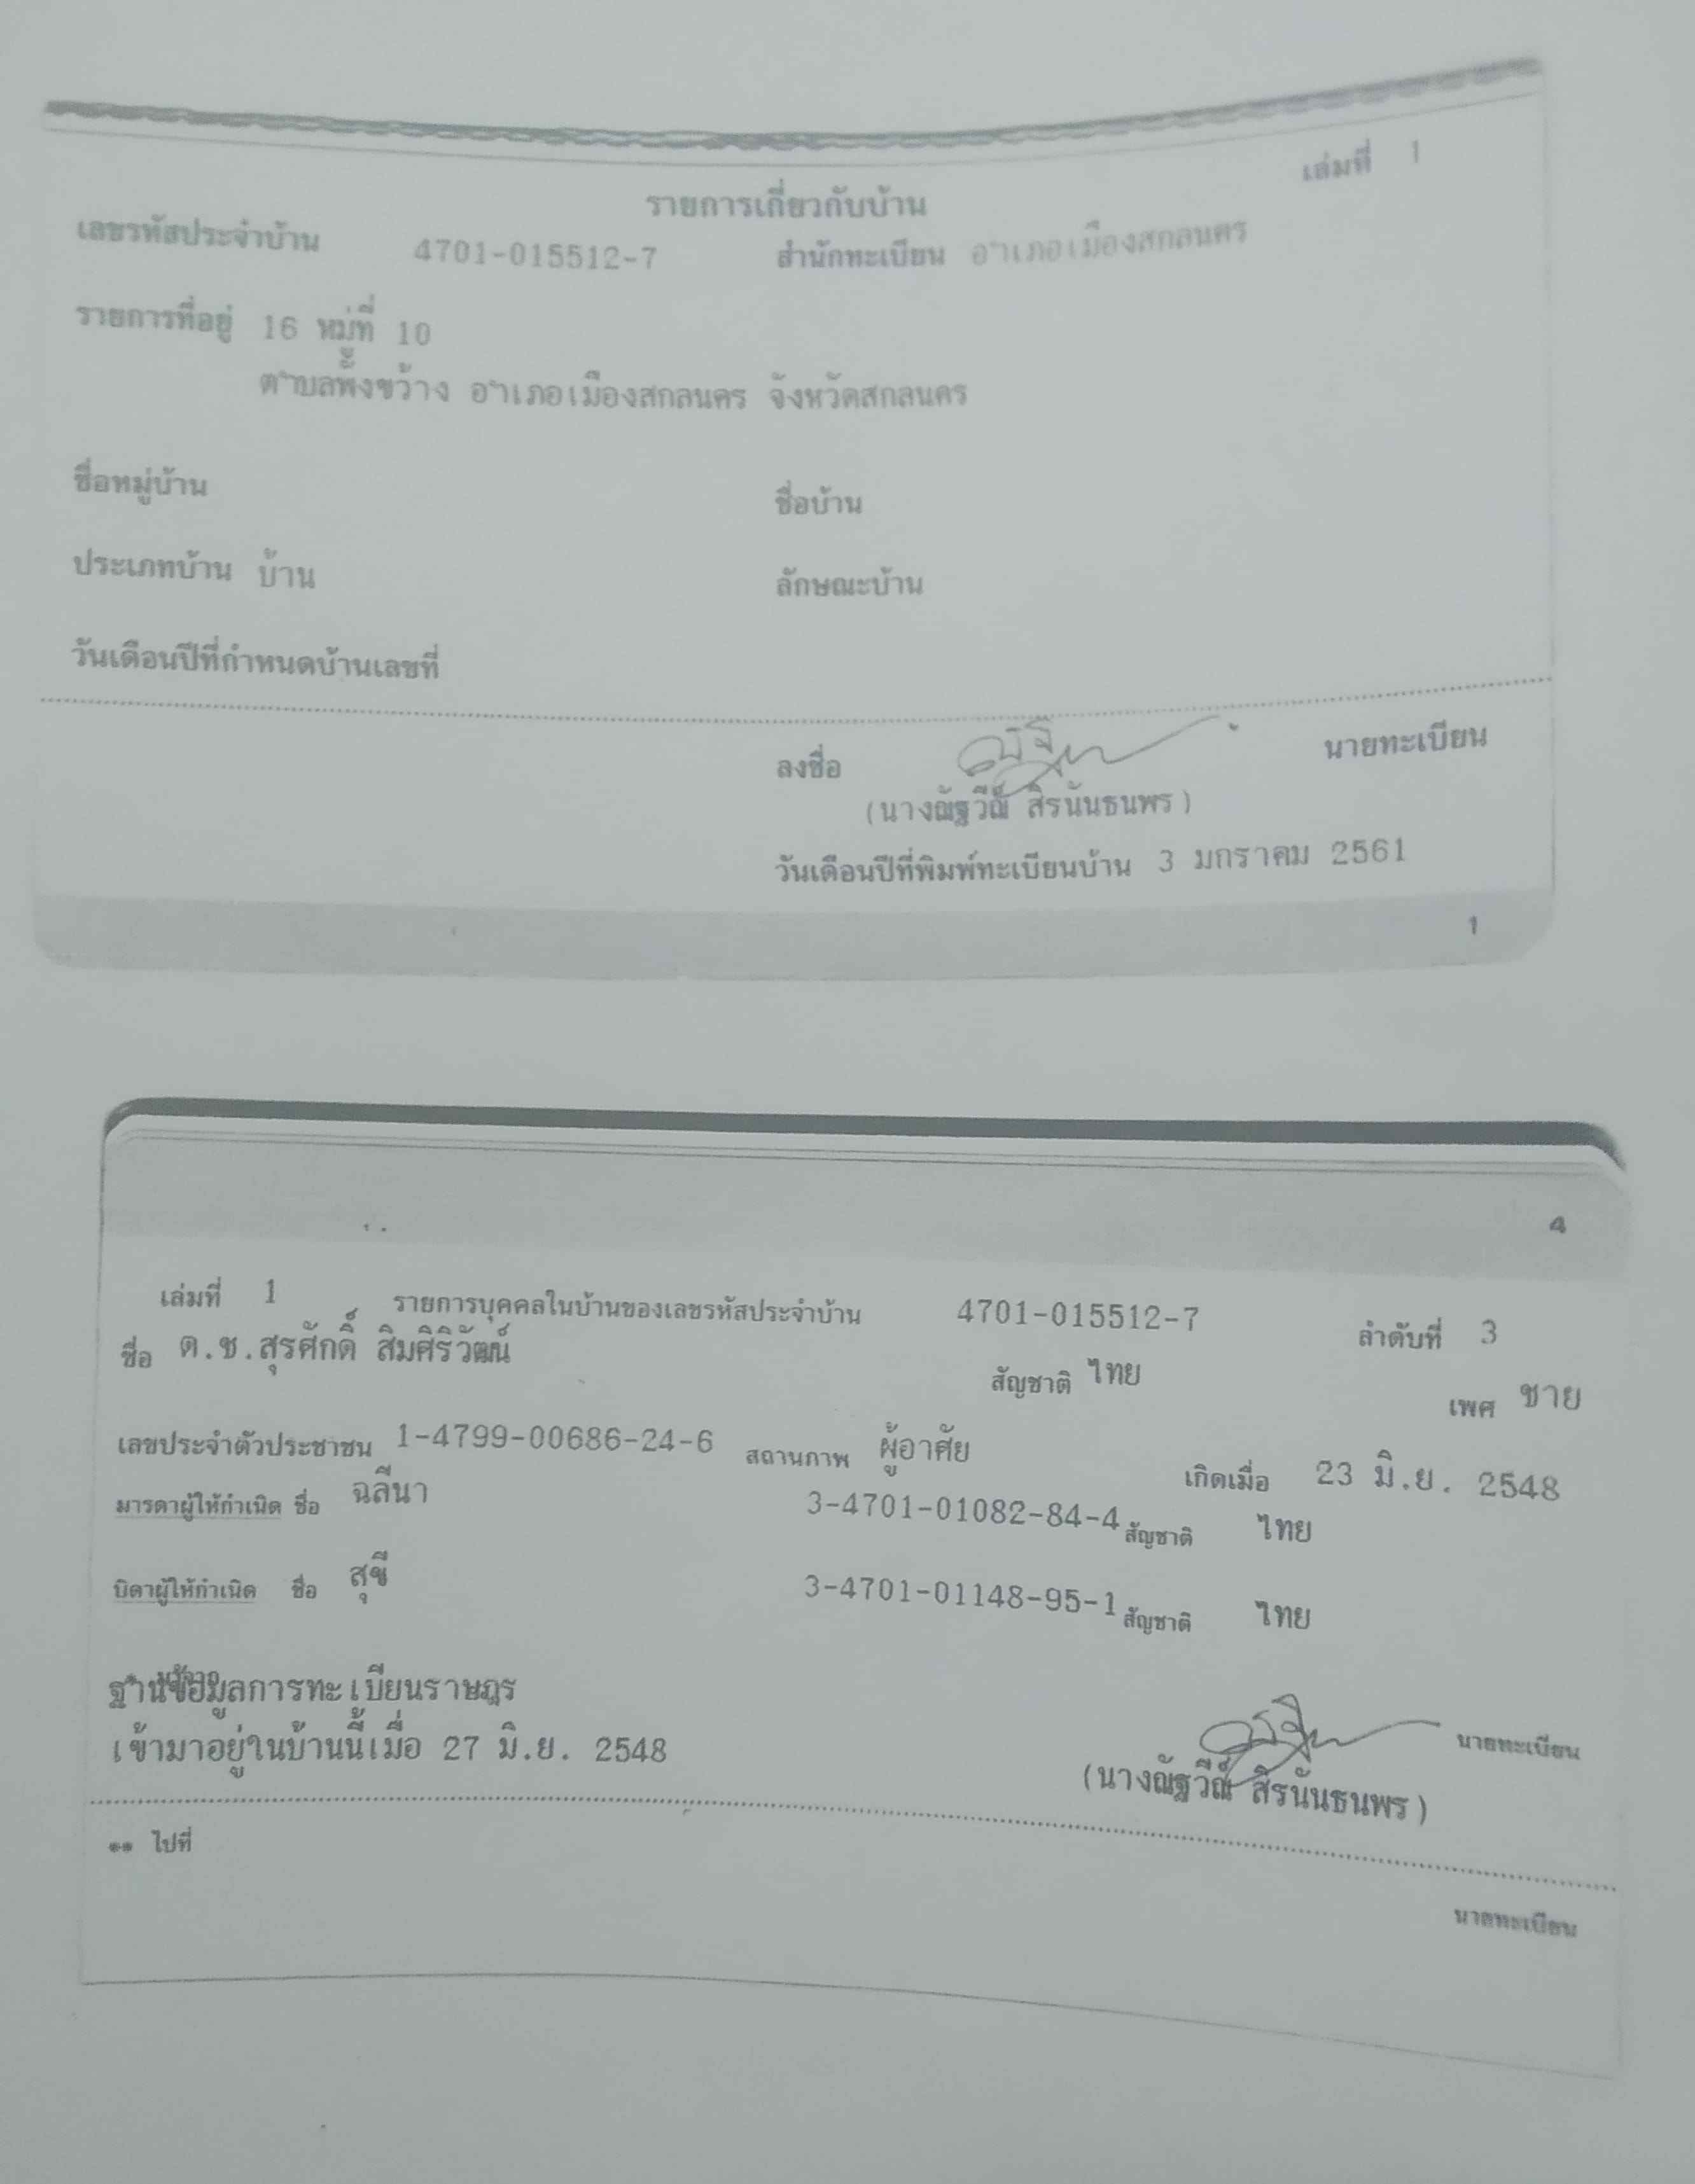 เล่มที่ 1
รายการเกี่ยวกับบ้าน
เลขรหัสประจำบ้าน 4701-015512-7 สำนักทะเบียน อำเภอเมืองสกลนคร
รายการที่อยู่ 16 หมู่ที่ 10
ตำบลพังขว้าง อำเภอเมืองสกลนคร จังหวัดสกลนคร
ชื่อหมู่บ้าน ชื่อบ้าน
ประเภทบ้าน บ้าน ลักษณะบ้าน
วันเดือนปีที่กำหนดบ้านเลขที่
ลงชื่อ นายทะเบียน
(นางณัฐวีณ์ สิรนันธนพร)
วันเดือนปีที่พิมพ์ทะเบียนบ้าน 3 มกราคม 2561
1
4
เล่มที่ 1 รายการบุคคลในบ้านของเลขรหัสประจำบ้าน 4701-015512-7 ลำดับที่ 3
ชื่อ ด.ช.สุรศักดิ์ สิมศิริวัฒน์ สัญชาติ ไทย เพศ ชาย
เลขประจำตัวประชาชน 1-4799-00686-24-6 สถานภาพ ผู้อาศัย เกิดเมื่อ 23 มิ.ย. 2548
มารดาผู้ให้กำเนิด ชื่อ ฉลีนา 3-4701-01082-84-4 สัญชาติ ไทย
บิดาผู้ให้กำเนิด ชื่อ สุขี 3-4701-01148-95-1 สัญชาติ ไทย
ฐานข้อมูลการทะเบียนราษฎร
เข้ามาอยู่ในบ้านนี้เมื่อ 27 มิ.ย. 2548 นายทะเบียน
(นางณัฐวีณ์ สิรนันธนพร)
** ไปที่
นายทะเบียน